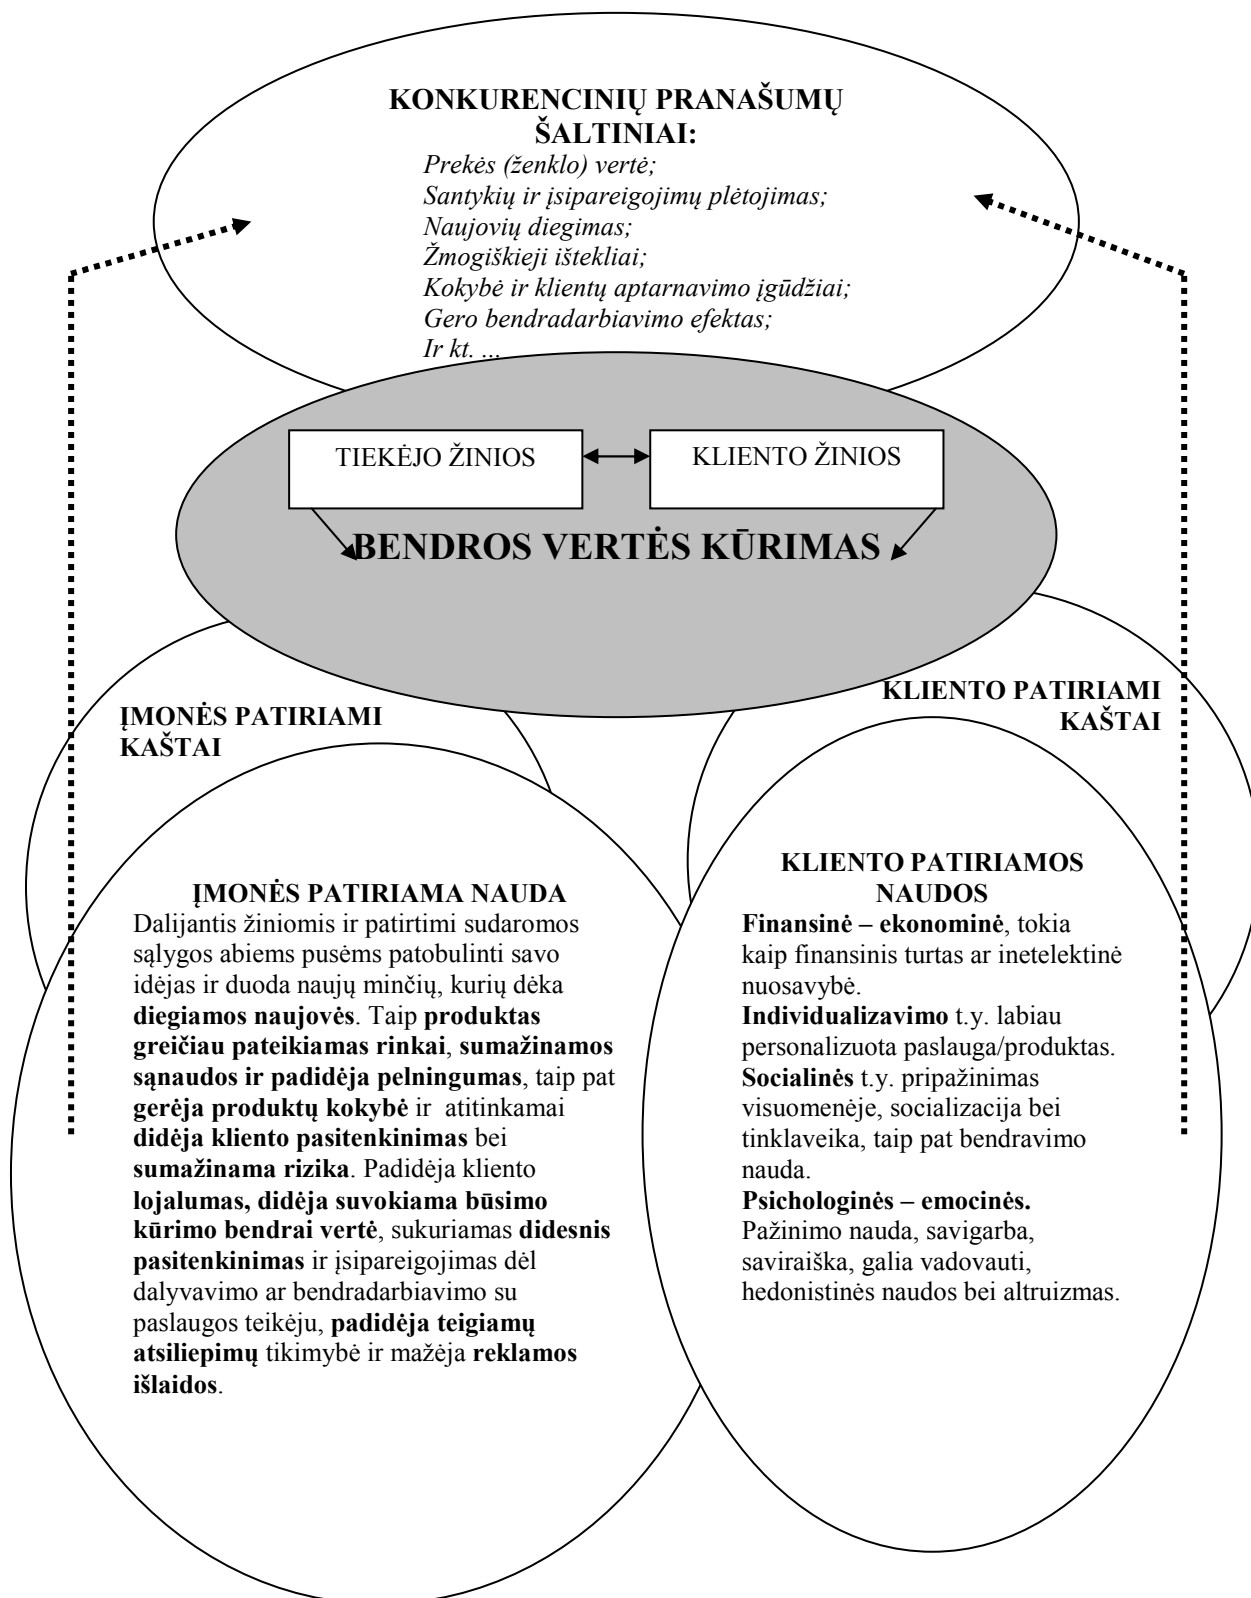 KONKURENCINIŲ PRANAŠUMŲ
ŠALTINIAI:
Prekės (ženklo) vertė;
Santykių ir įsipareigojimų plėtojimas;
Naujovių diegimas;
Žmogiškieji ištekliai;
Kokybė ir klientų aptarnavimo įgūdžiai;
Gero bendradarbiavimo efektas;
Ir kt. ...
TIEKĖJO ŽINIOS
KLIENTO ŽINIOS
BENDROS VERTĖS KŪRIMAS
ĮMONĖS PATIRIAMI
KAŠTAI
KLIENTO PATIRIAMI
KAŠTAI
ĮMONĖS PATIRIAMA NAUDA
Dalijantis žiniomis ir patirtimi sudaromos
sąlygos abiems pusėms patobulinti savo
idėjas ir duoda naujų minčių, kurių dėka
diegiamos naujovės. Taip produktas
greičiau pateikiamas rinkai, sumažinamos
sąnaudos ir padidėja pelningumas, taip pat
gerėja produktų kokybė ir atitinkamai
didėja kliento pasitenkinimas bei
sumažinama rizika. Padidėja kliento
lojalumas, didėja suvokiama būsimo
kūrimo bendrai vertė, sukuriamas didesnis
pasitenkinimas ir įsipareigojimas dėl
dalyvavimo ar bendradarbiavimo su
paslaugos teikėju, padidėja teigiamų
atsiliepimų tikimybė ir mažėja reklamos
išlaidos.
KLIENTO PATIRIAMOS
NAUDOS
Finansinė – ekonominė, tokia
kaip finansinis turtas ar inetelektinė
nuosavybė.
Individualizavimo t.y. labiau
personalizuota paslauga/produktas.
Socialinės t.y. pripažinimas
visuomenėje, socializacija bei
tinklaveika, taip pat bendravimo
nauda.
Psichologinės – emocinės.
Pažinimo nauda, savigarba,
saviraiška, galia vadovauti,
hedonistinės naudos bei altruizmas.